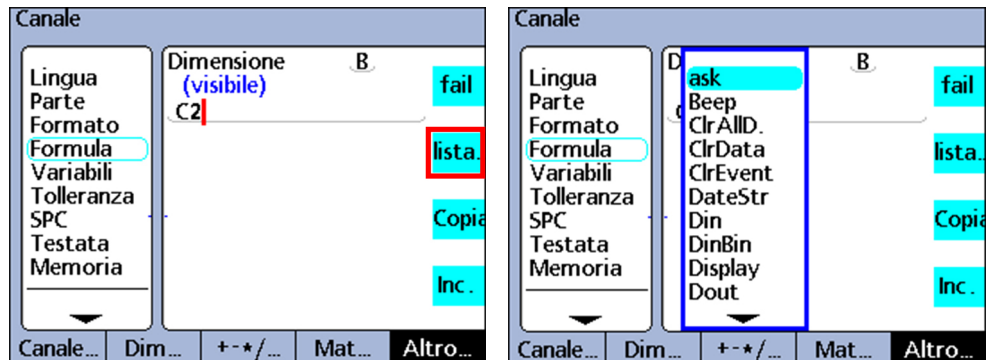 Canale
Lingua
Parte
Formato
Formula
Variabili
Tolleranza
SPC
Testata
Memoria
Dimensione B
(visibile)
C2
fail
lista.
Copia
Inc.
Canale... Dim... +-*/... Mat... Altro...
Canale
Lingua
Parte
Formato
Formula
Variabili
Tolleranza
SPC
Testata
Memoria
D B
ask
Beep
ClrAllD.
ClrData
ClrEvent
DateStr
Din
DinBin
Display
Dout
fail
lista..
Copia
Inc.
Canale... Dim... +-*/... Mat... Altro...